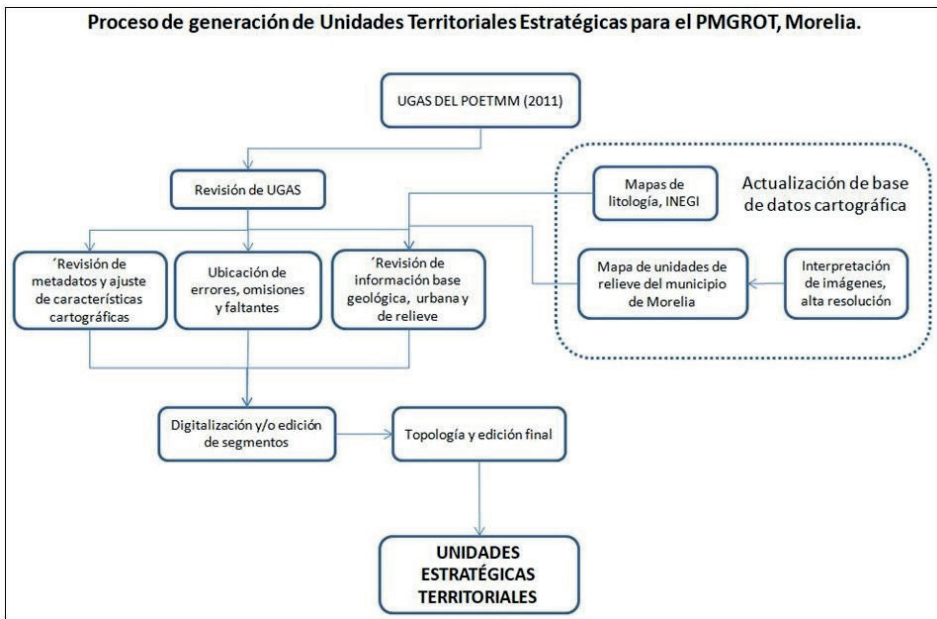 Proceso de generación de Unidades Territoriales Estratégicas para el PMGROT, Morelia.
UGAS DEL POETMM (2011)
Revisión de UGAS
Mapas de
litología, INEGI
Actualización de base
de datos cartográfica
´Revisión de
metadatos y ajuste
de características
cartográficas
Ubicación de
errores, omisiones
y faltantes
´Revisión de
información base
geológica, urbana y
de relieve
Mapa de unidades de
relieve del municipio
de Morelia
Interpretación
de imágenes,
alta resolución
Digitalización y/o edición
de segmentos
Topología y edición final
UNIDADES
ESTRATÉGICAS
TERRITORIALES